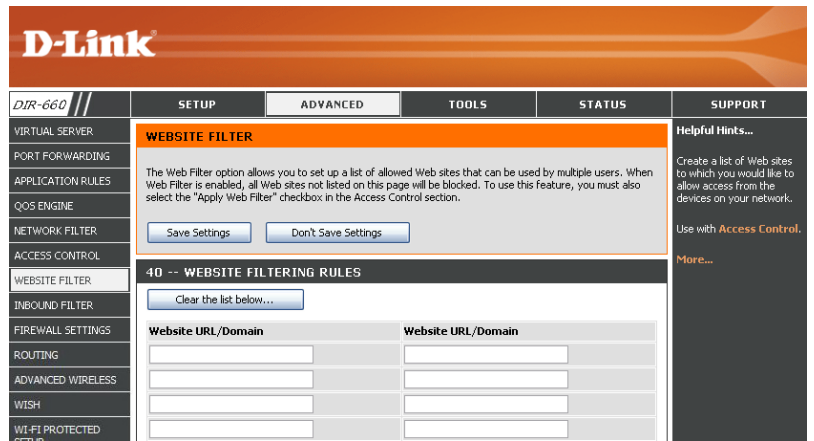 D-Link
DIR-660
SETUP
ADVANCED
TOOLS
STATUS
SUPPORT
VIRTUAL SERVER
PORT FORWARDING
APPLICATION RULES
QOS ENGINE
NETWORK FILTER
ACCESS CONTROL
WEBSITE FILTER
INBOUND FILTER
FIREWALL SETTINGS
ROUTING
ADVANCED WIRELESS
WISH
WI-FI PROTECTED
SETUP
WEBSITE FILTER
The Web Filter option allows you to set up a list of allowed Web sites that can be used by multiple users. When
Web Filter is enabled, all Web sites not listed on this page will be blocked. To use this feature, you must also
select the "Apply Web Filter" checkbox in the Access Control section.
Save Settings
Don't Save Settings
40 -- WEBSITE FILTERING RULES
Clear the list below...
Website URL/Domain
Website URL/Domain
Helpful Hints...
Create a list of Web sites
to which you would like to
allow access from the
devices on your network.
Use with Access Control.
More...